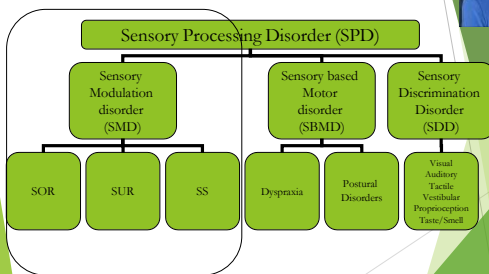 Sensory Processing Disorder (SPD)
Sensory
Modulation
disorder
(SMD)
Sensory based
Motor
disorder
(SBMD)
Sensory
Discrimination
Disorder
(SDD)
SOR
SUR
SS
Dyspraxia
Postural
Disorders
Visual
Auditory
Tactile
Vestibular
Proprioception
Taste/Smell